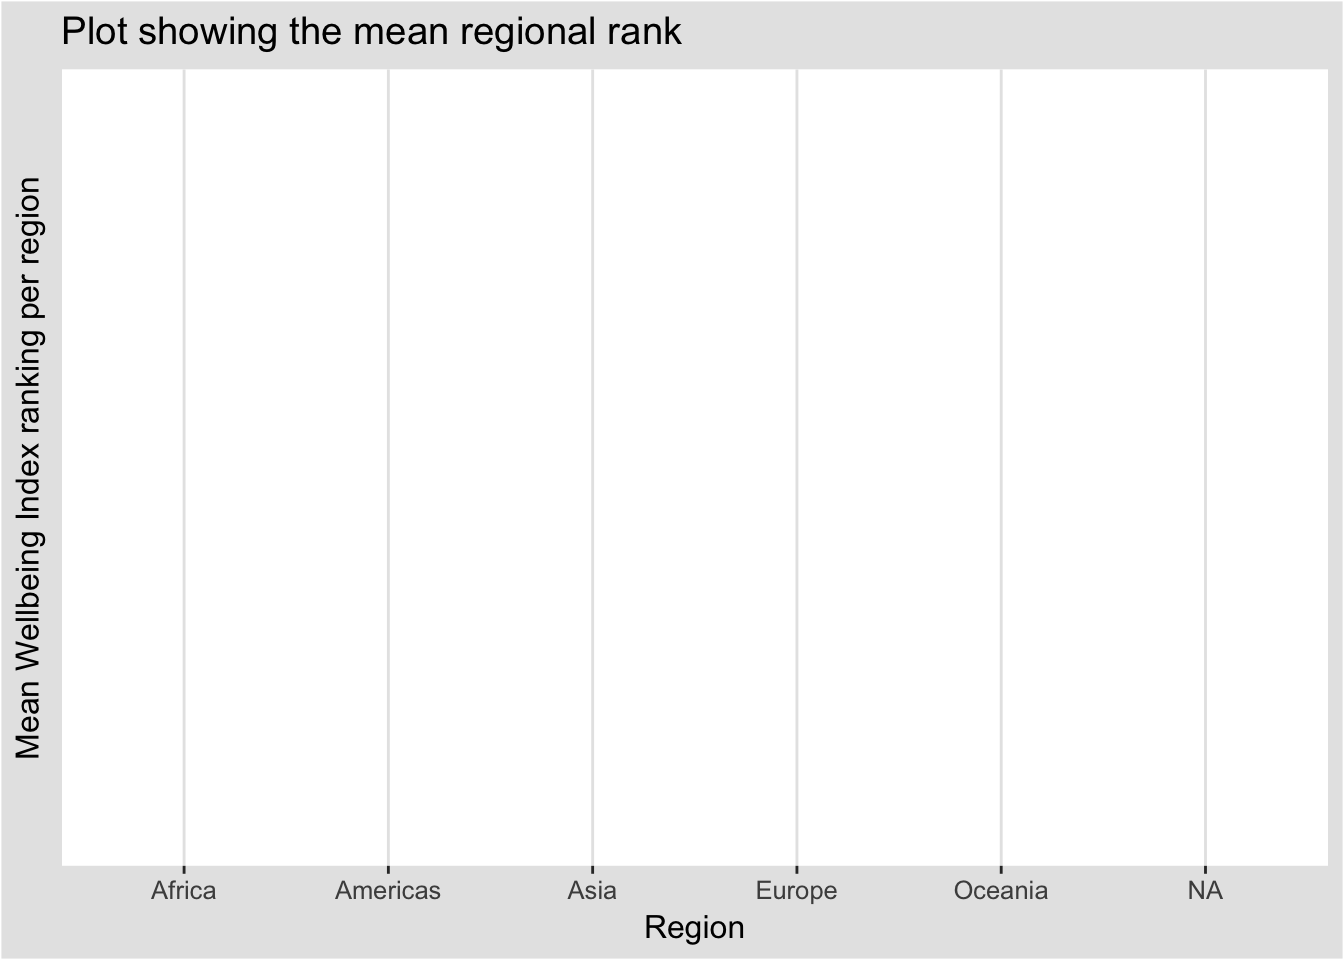 Plot showing the mean regional rank
Mean Wellbeing Index ranking per region
Africa Americas Asia Europe Oceania NA
Region